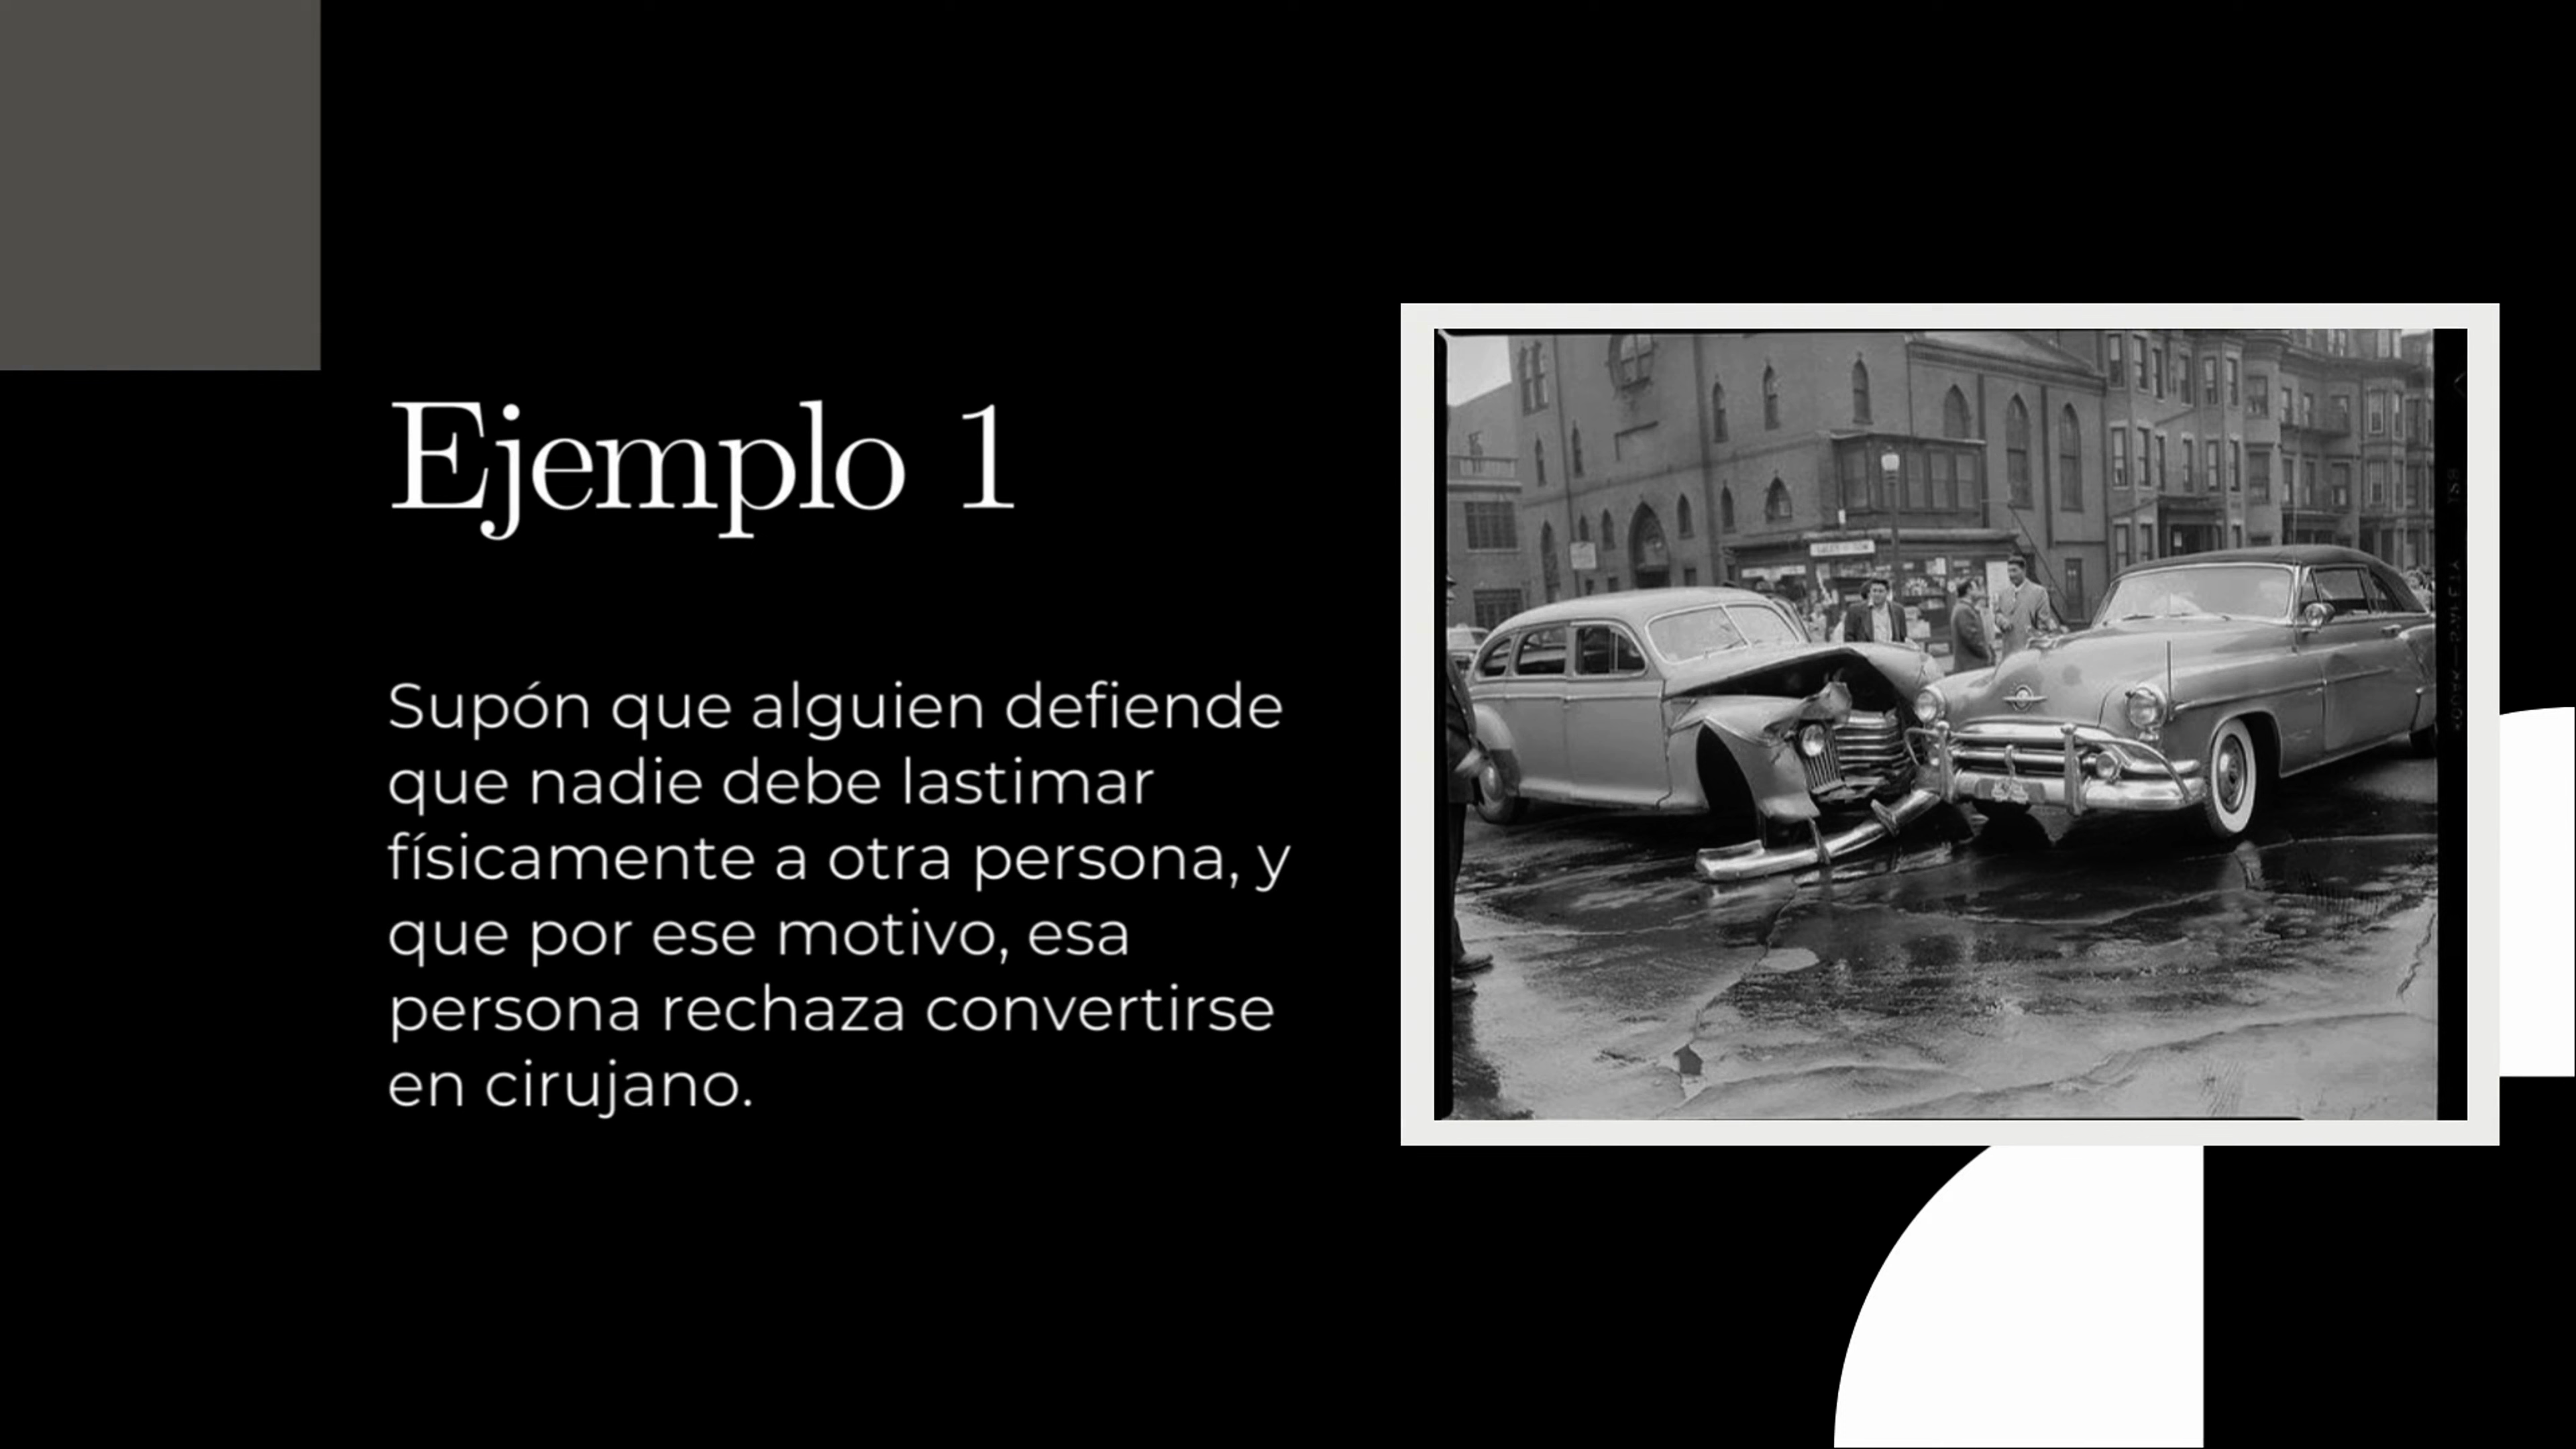 Ejemplo 1
Supón que alguien defiende
que nadie debe lastimar
físicamente a otra persona, y
que por ese motivo, esa
persona rechaza convertirse
en cirujano.